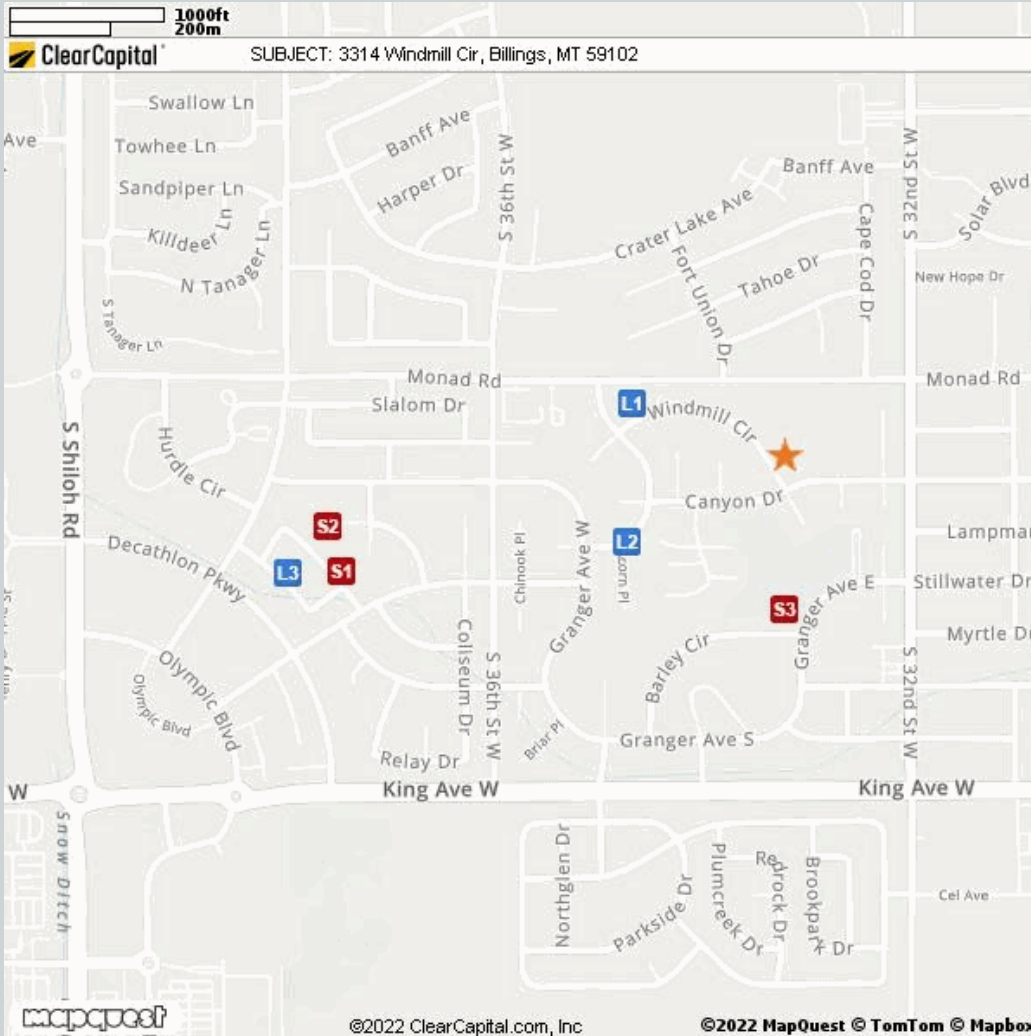 1000ft
200m
ClearCapital
SUBJECT: 3314 Windmill Cir, Billings, MT 59102
Swallow Ln
Banff Ave
Ave
Towhee Ln
S 36th St W
S 32nd St W
Banff Ave
Sandpiper Ln
Harper Dr
Solar Blvd
Killdeer Ln
Crater Lake Ave
Cape Cod Dr
N Tanager Ln
Fort Union Dr
Tahoe Dr
New Hope Dr
S Tanager Ln
Monad Rd
Monad Rd
Slalom Dr
L1
Windmill Cir
S Shiloh Rd
Hurdle Cir
Canyon Dr
S2
Lampma
Decathlon Pkwy
L2
L3
S1
Chinook Pl
Granger Ave W
corn Pl
Granger Ave E
Stillwater Dr
S3
Coliseum Dr
Barley Cir
Myrtle D
Olympic Blvd
S 36th St W
S 32nd St W
Olympic Blvd
Briar Pl
Granger Ave S
Relay Dr
W
King Ave W
King Ave W
Snow Ditch
Northglen Dr
Parkside Dr
Plumcreek Dr
Redrock Dr
Brookpark Dr
Cel Ave
mapquest
©2022 ClearCapital.com, Inc
©2022 MapQuest © TomTom © Mapbo